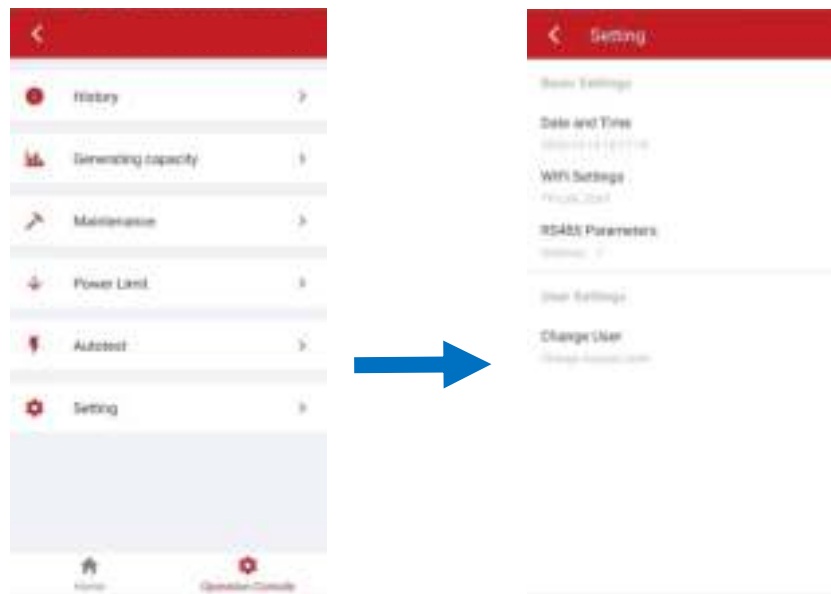 History
Generating capacity
Maintenance
Power Limit
Autotest
Setting
Home
Operation Console
Setting
Basic Settings
Date and Time
WIFI Settings
RS485 Parameters
User Settings
Change User